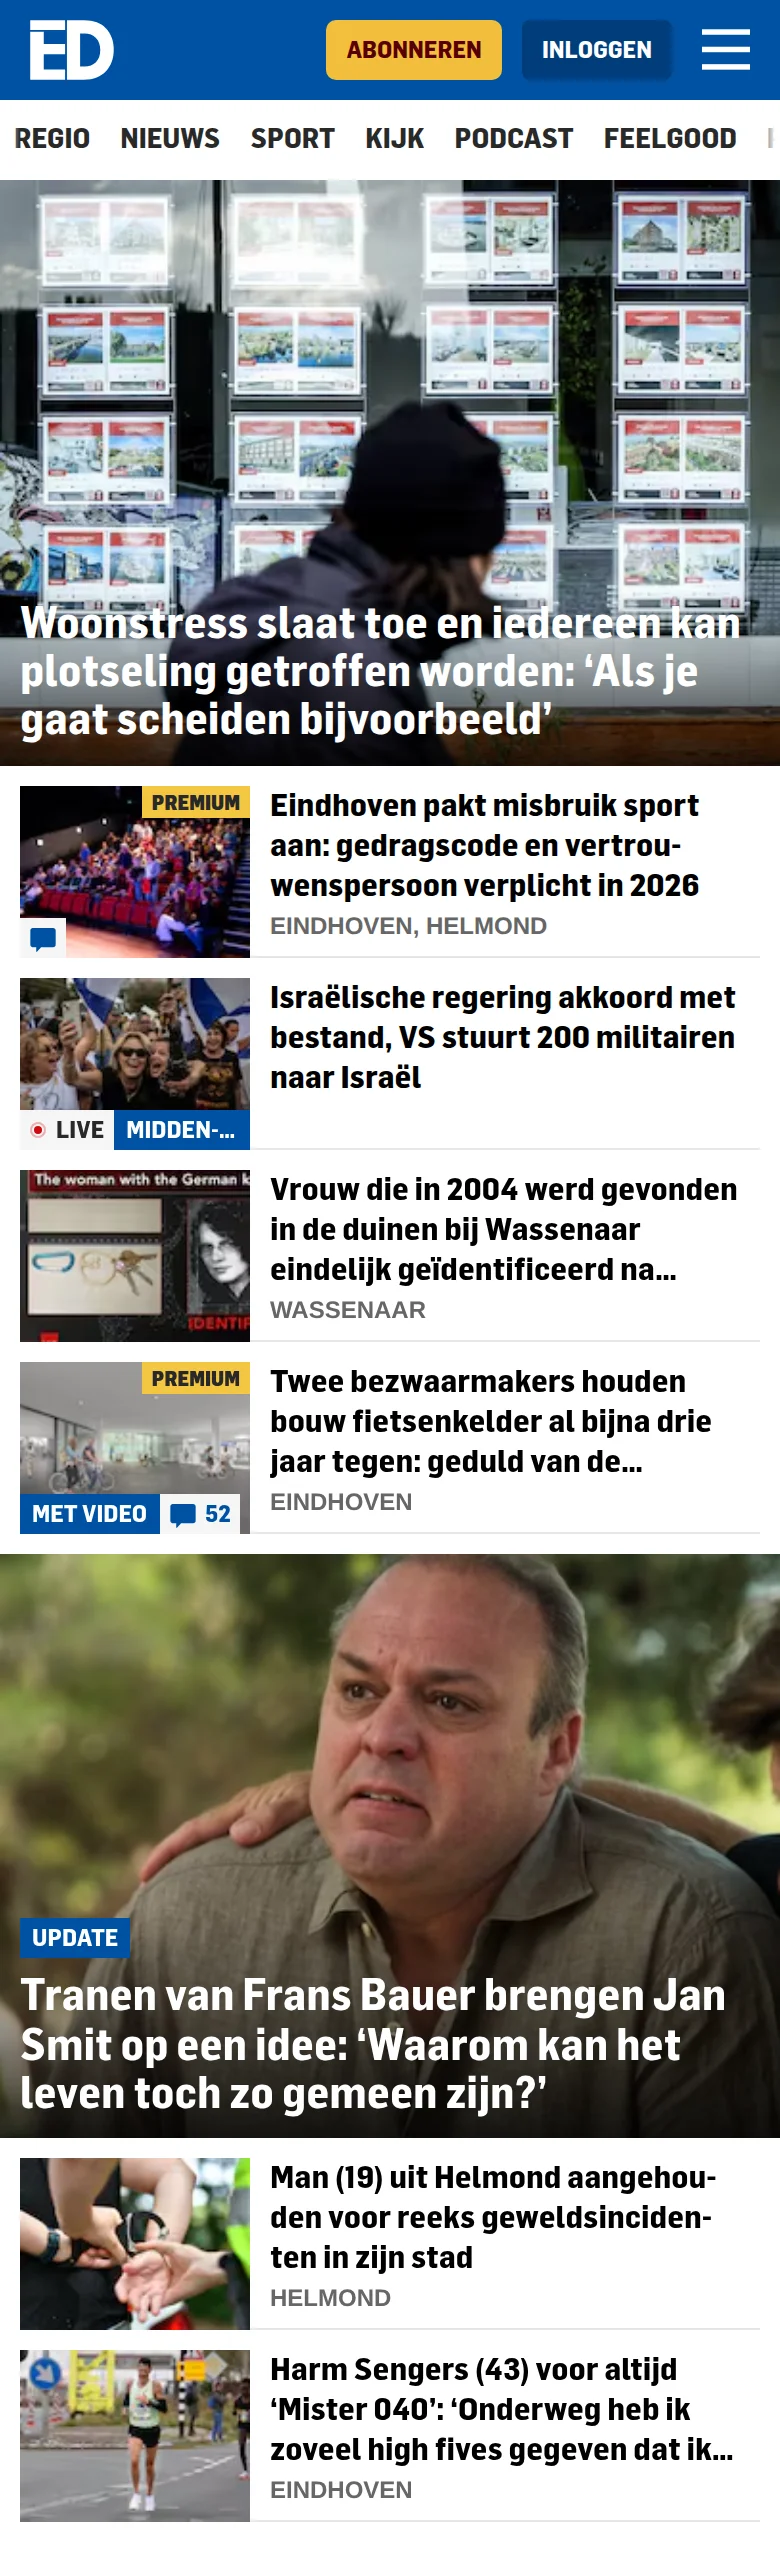 ED
ABONNEREN
INLOGGEN
REGIO NIEUWS SPORT KIJK PODCAST FEELGOOD
Woonstress slaat toe en iedereen kan
plotseling getroffen worden: ‘Als je
gaat scheiden bijvoorbeeld’
PREMIUM
Eindhoven pakt misbruik sport
aan: gedragscode en vertrou-
wenspersoon verplicht in 2026
EINDHOVEN, HELMOND
Israëlische regering akkoord met
bestand, VS stuurt 200 militairen
naar Israël
LIVE MIDDEN-...
The woman with the German k
IDENTIF
Vrouw die in 2004 werd gevonden
in de duinen bij Wassenaar
eindelijk geïdentificeerd na...
WASSENAAR
PREMIUM
MET VIDEO 52
Twee bezwaarmakers houden
bouw fietsenkelder al bijna drie
jaar tegen: geduld van de...
EINDHOVEN
UPDATE
Tranen van Frans Bauer brengen Jan
Smit op een idee: ‘Waarom kan het
leven toch zo gemeen zijn?’
Man (19) uit Helmond aangehou-
den voor reeks geweldsinciden-
ten in zijn stad
HELMOND
Harm Sengers (43) voor altijd
‘Mister 040’: ‘Onderweg heb ik
zoveel high fives gegeven dat ik...
EINDHOVEN